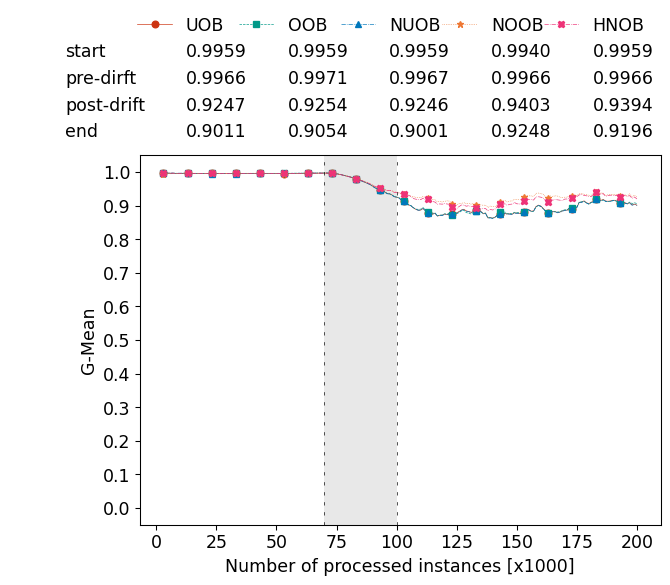 UOB OOB NUOB NOOB HNOB
start 0.9959 0.9959 0.9959 0.9940 0.9959
pre-dirft 0.9966 0.9971 0.9967 0.9966 0.9966
post-drift 0.9247 0.9254 0.9246 0.9403 0.9394
end 0.9011 0.9054 0.9001 0.9248 0.9196
1.0
0.9
0.8
0.7
0.6
0.5
0.4
0.3
0.2
0.1
0.0
G-Mean
0 25 50 75 100 125 150 175 200
Number of processed instances [x1000]